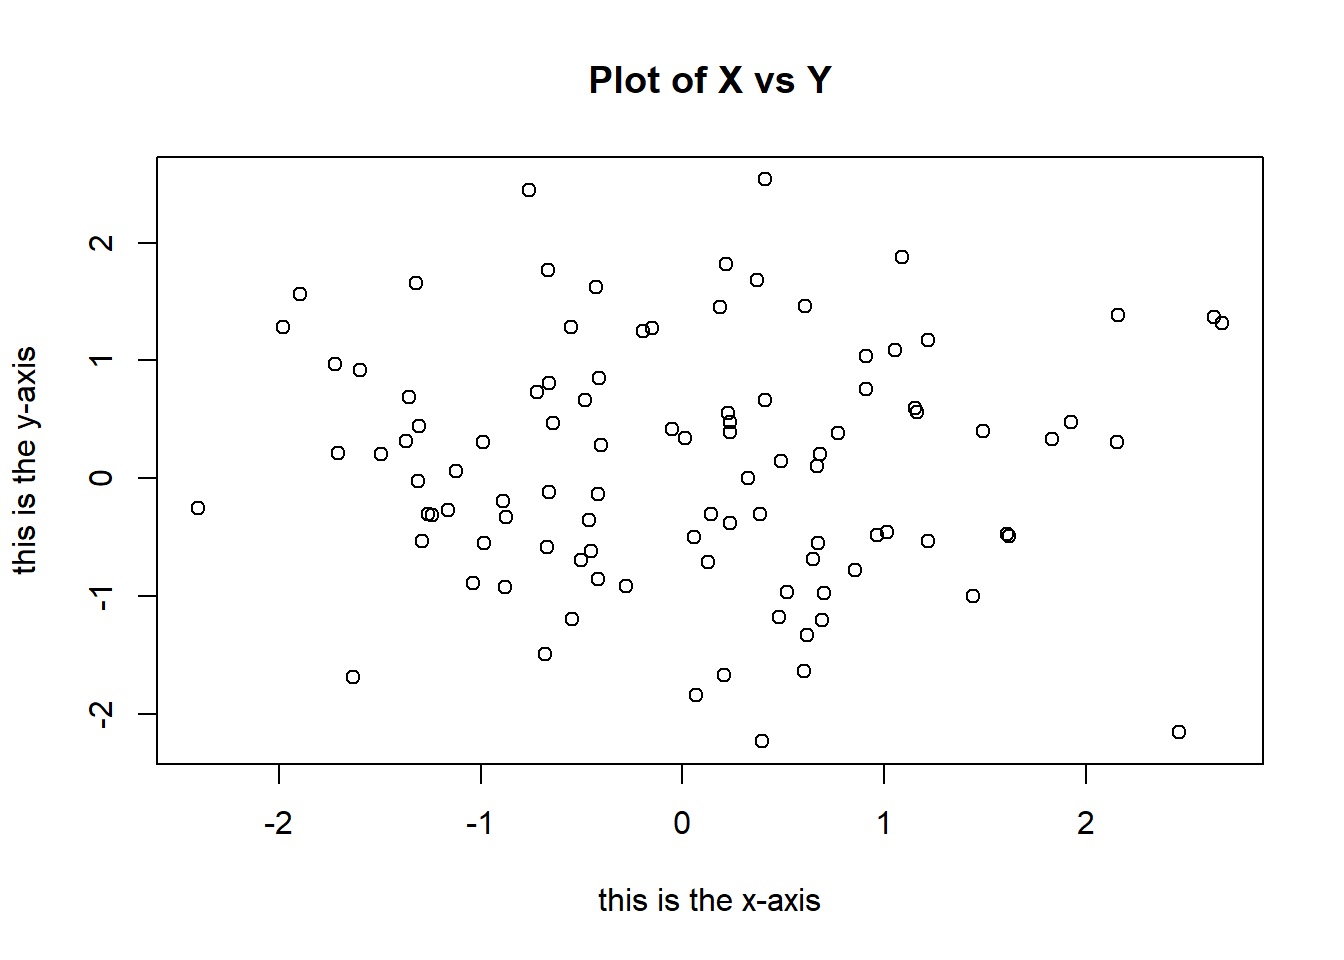 Plot of X vs Y
this is the y-axis
2
1
0
-1
-2
-2 -1 0 1 2
this is the x-axis